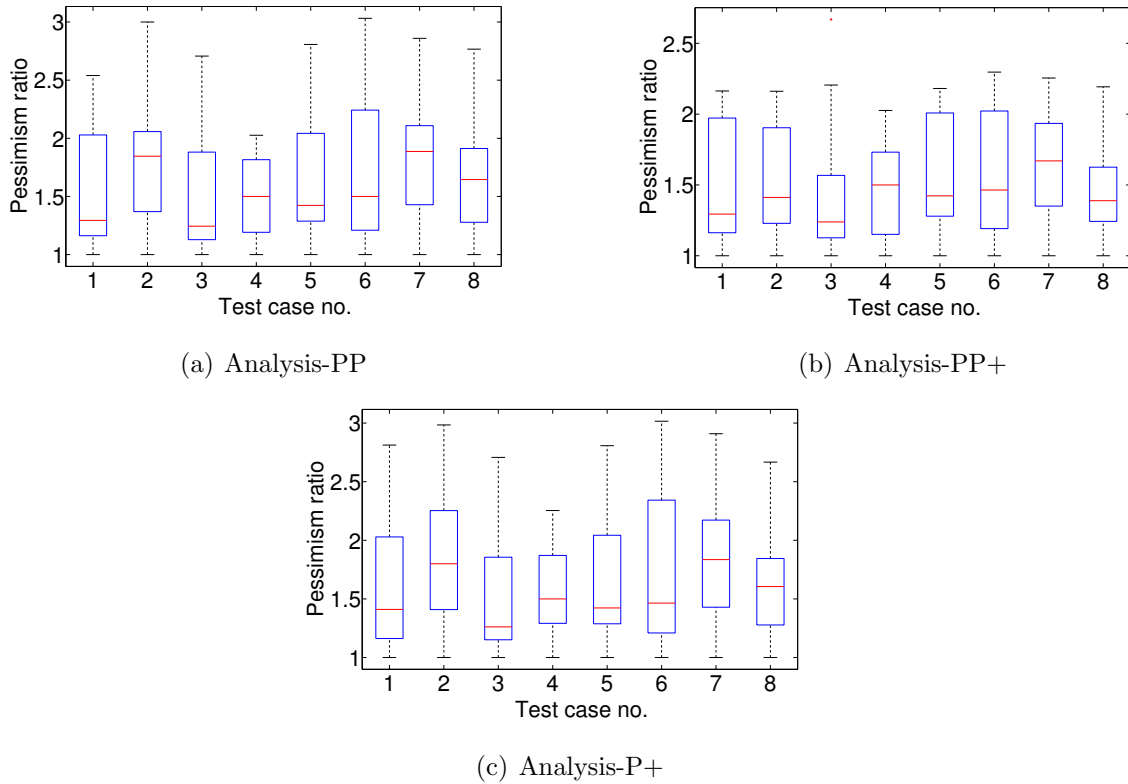 3
2.5
2
1.5
1
Pessimism ratio
1 2 3 4 5 6 7 8
Test case no.
(a) Analysis-PP
2.5
2
1.5
1
Pessimism ratio
1 2 3 4 5 6 7 8
Test case no.
(b) Analysis-PP+
3
2.5
2
1.5
1
Pessimism ratio
1 2 3 4 5 6 7 8
Test case no.
(c) Analysis-P+